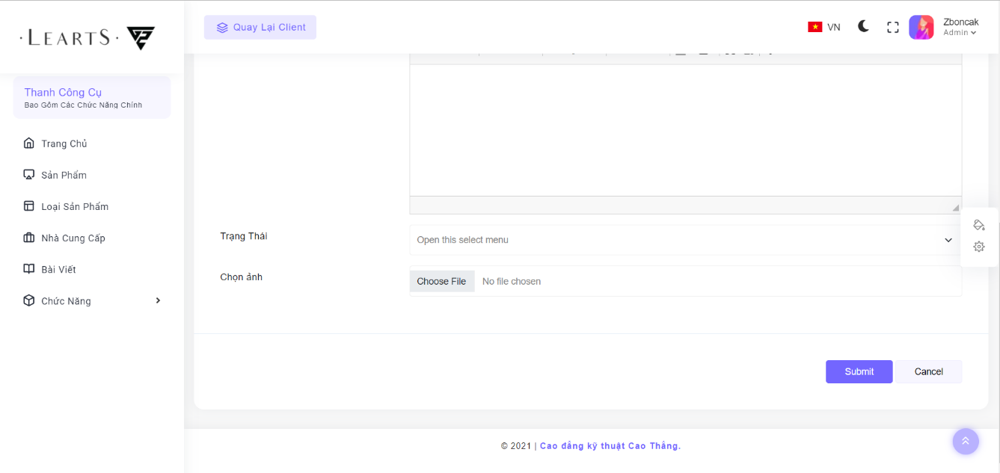 · LEARTS ·
Quay Lại Client
VN
Zboncak
Admin
Thanh Công Cụ
Bao Gồm Các Chức Năng Chính
Trang Chủ
Sản Phẩm
Loại Sản Phẩm
Nhà Cung Cấp
Bài Viết
Chức Năng
Trạng Thái
Open this select menu
Chọn ảnh
Choose File
No file chosen
Submit
Cancel
© 2021 | Cao đẳng kỹ thuật Cao Thắng.